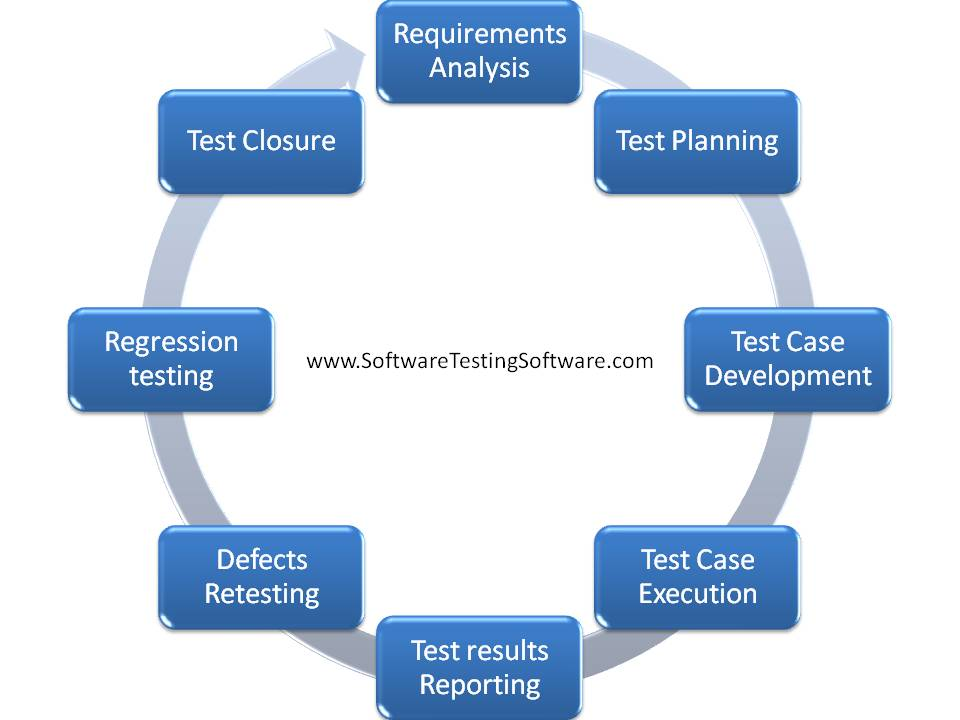 Requirements
Analysis
Test Planning
Test Case
Development
Test Case
Execution
Test results
Reporting
Defects
Retesting
Regression
testing
Test Closure
www.SoftwareTestingSoftware.com